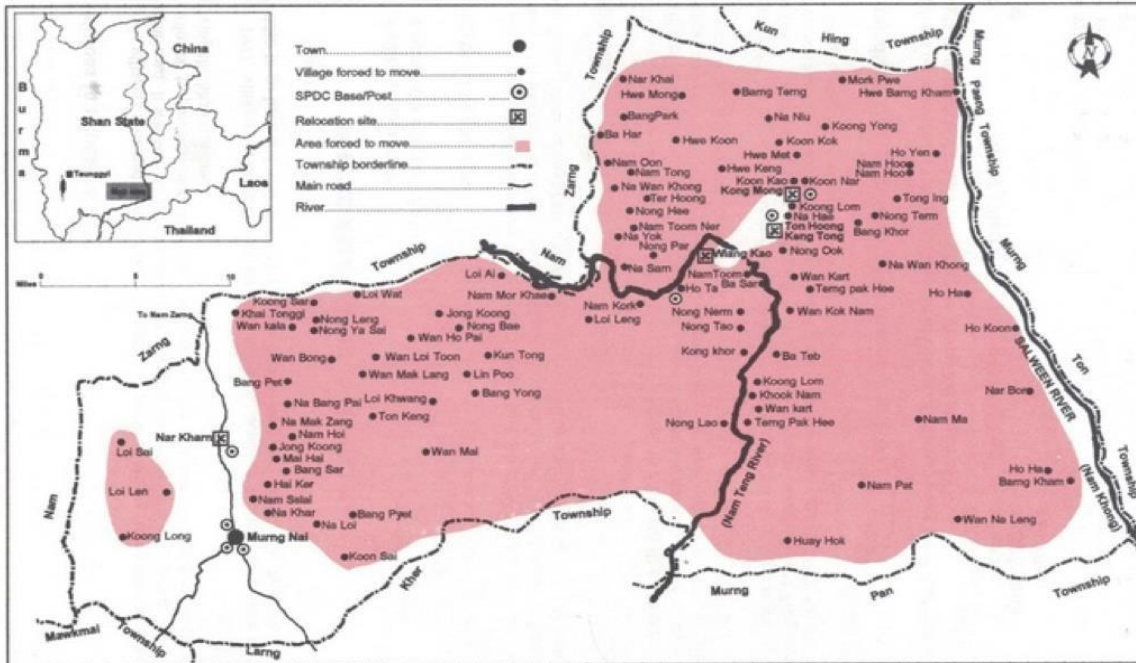 China
Burma
Shan State
Taunggyi
Laos
Thailand
Town
Village forced to move
SPDC Base/Post
Relocation site
Area forced to move
Township borderline
Main road
River
N
0
10
Miles
Kun Hing Township
Murng Paeng Township
Township
Zarng
Nam
Township
Nar Khai
Mork Pwe
Hwe Mong
Barng Terng
Hwe Barng Kham
BangPark
Na Niu
Koong Yong
Ba Har
Hwe Koon
Koon Kok
Nam Oon
Hwe Met
Ho Yen
Nam Tong
Hwe Keng
Nam Hoo
Nam Hoo
Na Wan Khong
Koon Kao
Koon Nar
Ter Hoong
Kong Mong
Tong Ing
Nong Hee
Koong Lom
Na Hae
Nong Term
Nam Toom Ner
Ton Hoong
Bang Khor
Na Yok
Keng Tong
Nong Par
Wiang Kao
Nong Ook
Na Wan Khong
Na Sarn
NamToom
Wan Kart
Ho Ta
Ba Sar
Terng pak Hee
Ho Ha
Nam Kork
Nong Nerm
Wan Kok Nam
Loi Leng
Nong Tao
Ho Koon
Kong khor
Ba Teb
Koong Lom
Nar Bon
Khook Nam
Wan kart
Nong Lao
Terng Pak Hee
Nam Ma
Ho Ha
Barng Kham
Nam Pat
Wan Na Leng
Huay Hok
Murng
Ton
Township
SALWEEN RIVER
(Nam Khong)
(Nam Teng River)
Loi Ai
Loi Wat
Nam Mor Khae
Koong Sar
Khai Tonggi
Nong Leng
Jong Koong
Wan kala
Nong Ya Sai
Nong Bae
Wan Ho Pai
Wan Bong
Wan Loi Toon
Kun Tong
Bang Pet
Wan Mak Lang
Lin Poo
Na Bang Pai
Loi Khwang
Bang Yong
Na Mak Zang
Ton Keng
Nam Hoi
Jong Koong
Wan Mai
Mai Hai
Bang Sar
Hai Ker
Nam Salai
Na Khar
Bang Pyet
Na Loi
Koon Sai
To Nam Zarng
Zarng
Nam
Nar Kharn
Loi Sai
Loi Len
Koong Long
Murng Nai
Mawkmai
Township
Larng
Kher
Township
Murng
Pan
Township